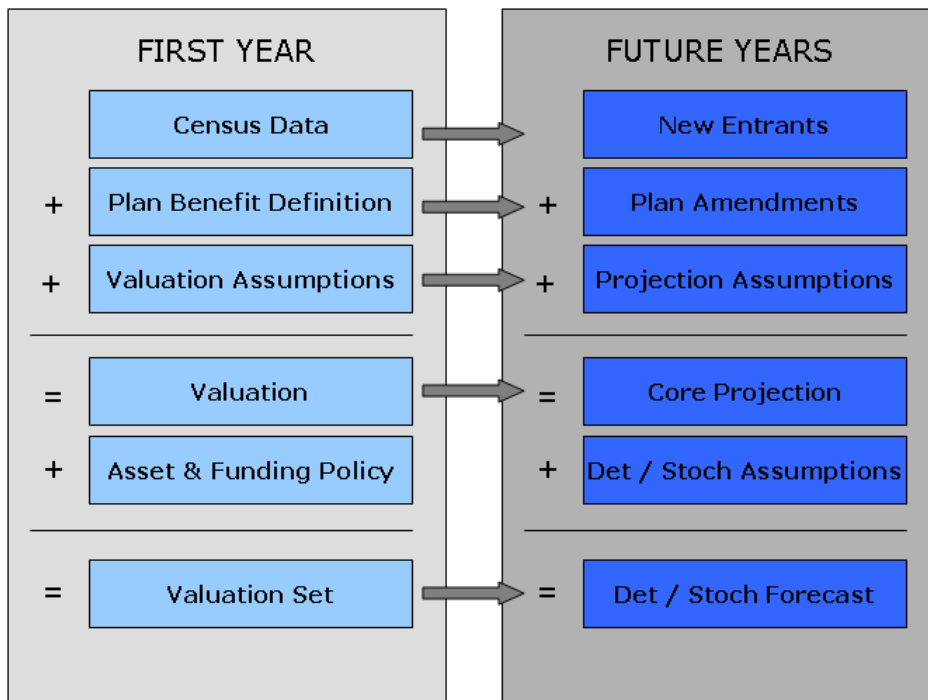 FIRST YEAR
Census Data
+ Plan Benefit Definition
+ Valuation Assumptions
= Valuation
+ Asset & Funding Policy
= Valuation Set
FUTURE YEARS
New Entrants
+ Plan Amendments
+ Projection Assumptions
= Core Projection
+ Det / Stoch Assumptions
= Det / Stoch Forecast